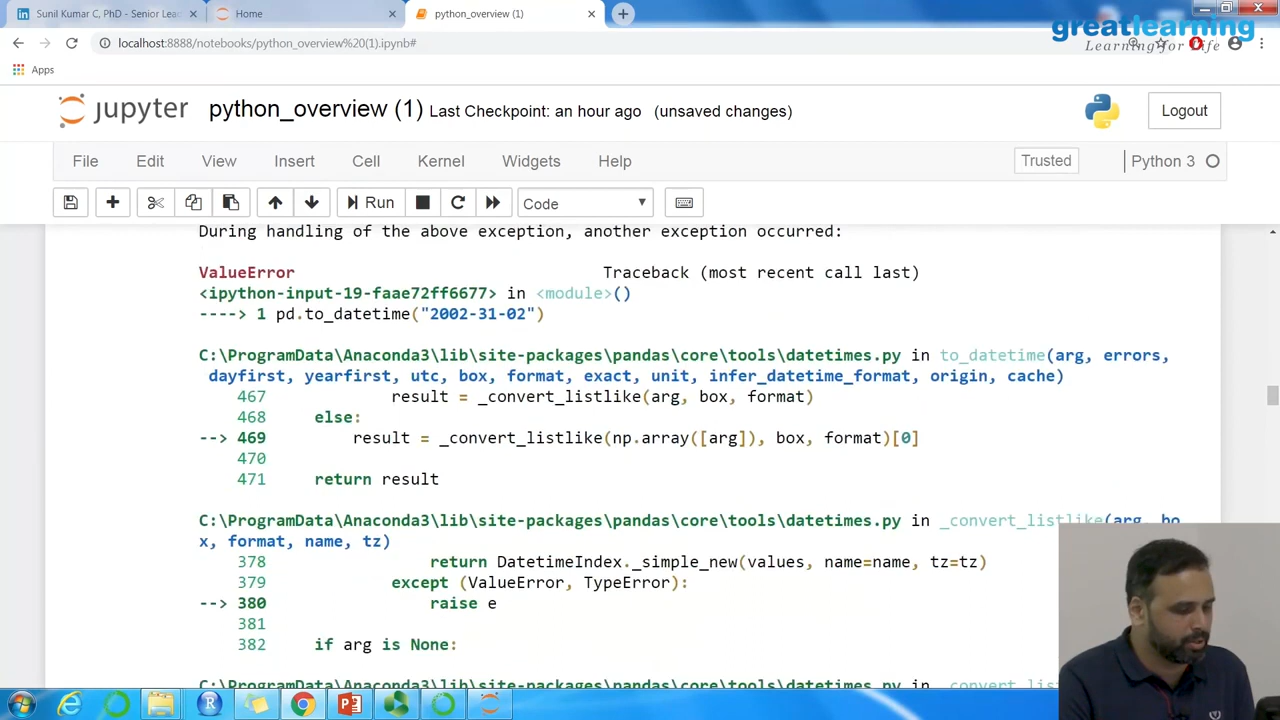 Sunil Kumar C, PhD - Senior Lea
Home
python_overview (1)
localhost:8888/notebooks/python_overview%20(1).ipynb#
greatlearning
Learning for Life
Apps
jupyter python_overview (1) Last Checkpoint: an hour ago (unsaved changes)
Logout
File Edit View Insert Cell Kernel Widgets Help
Trusted Python 3
Run Code
During handling of the above exception, another exception occurred:
ValueError Traceback (most recent call last)
<ipython-input-19-faae72ff6677> in <module>()
----> 1 pd.to_datetime("2002-31-02")
C:\ProgramData\Anaconda3\lib\site-packages\pandas\core\tools\datetimes.py in to_datetime(arg, errors,
dayfirst, yearfirst, utc, box, format, exact, unit, infer_datetime_format, origin, cache)
467 result = _convert_listlike(arg, box, format)
468 else:
--> 469 result = _convert_listlike(np.array([arg]), box, format)[0]
470
471 return result
C:\ProgramData\Anaconda3\lib\site-packages\pandas\core\tools\datetimes.py in _convert_listlike(arg, bo
x, format, name, tz)
378 return DatetimeIndex._simple_new(values, name=name, tz=tz)
379 except (ValueError, TypeError):
--> 380 raise e
381
382 if arg is None: